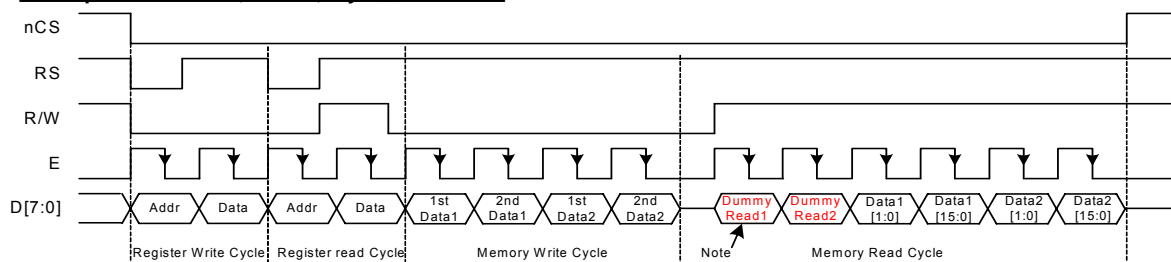 nCS
RS
R/W
E
D[7:0]
Addr
Data
Addr
Data
1st
Data1
2nd
Data1
1st
Data2
2nd
Data2
Dummy
Read1
Dummy
Read2
Data1
[1:0]
Data1
[15:0]
Data2
[1:0]
Data2
[15:0]
Register Write Cycle
Register read Cycle
Memory Write Cycle
Note
Memory Read Cycle